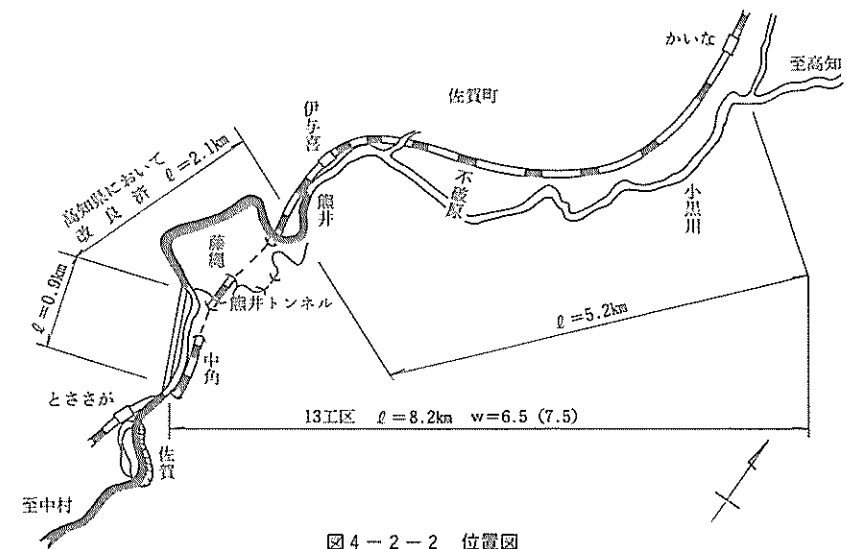 かいな
至高知
佐賀町
伊与喜
高知県において
改良済 ℓ=2.1km
不破原
小黒川
熊井
藤縄
ℓ=0.9km
熊井トンネル
ℓ=5.2km
中角
とささが
13工区 ℓ=8.2km w=6.5 (7.5)
佐賀
至中村
図4-2-2 位置図